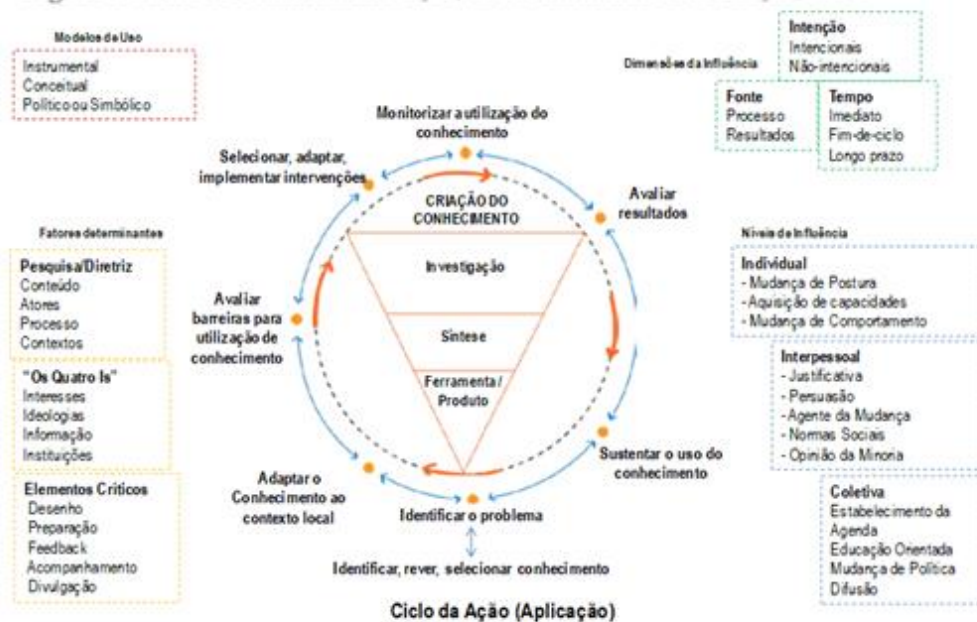 Modelos de Uso
Instrumental
Conceitual
Político ou Simbólico
Dimensões da Influência
Intenção
Intencionais
Não-intencionais
Fonte
Processo
Resultados
Tempo
Imediato
Fim-de-ciclo
Longo prazo
Monitorizar a utilização do
conhecimento
Selecionar, adaptar,
implementar intervenções
Avaliar
resultados
CRIAÇÃO DO
CONHECIMENTO
Investigação
Síntese
Ferramenta /
Produto
Fatores determinantes
Pesquisa/Diretriz
Conteúdo
Atores
Processo
Contextos
"Os Quatro Is"
Interesses
Ideologias
Informação
Instituições
Elementos Críticos
Desenho
Preparação
Feedback
Acompanhamento
Divulgação
Avaliar
barreiras para
utilização de
conhecimento
Adaptar o
Conhecimento ao
contexto local
Identificar o problema
Sustentar o uso do
conhecimento
Identificar, rever, selecionar conhecimento
Ciclo da Ação (Aplicação)
Níveis de Influência
Individual
- Mudança de Postura
- Aquisição de capacidades
- Mudança de Comportamento
Interpessoal
- Justificativa
- Persuasão
- Agente da Mudança
- Normas Sociais
- Opinião da Minoria
Coletiva
Estabelecimento da
Agenda
Educação Orientada
Mudança de Política
Difusão